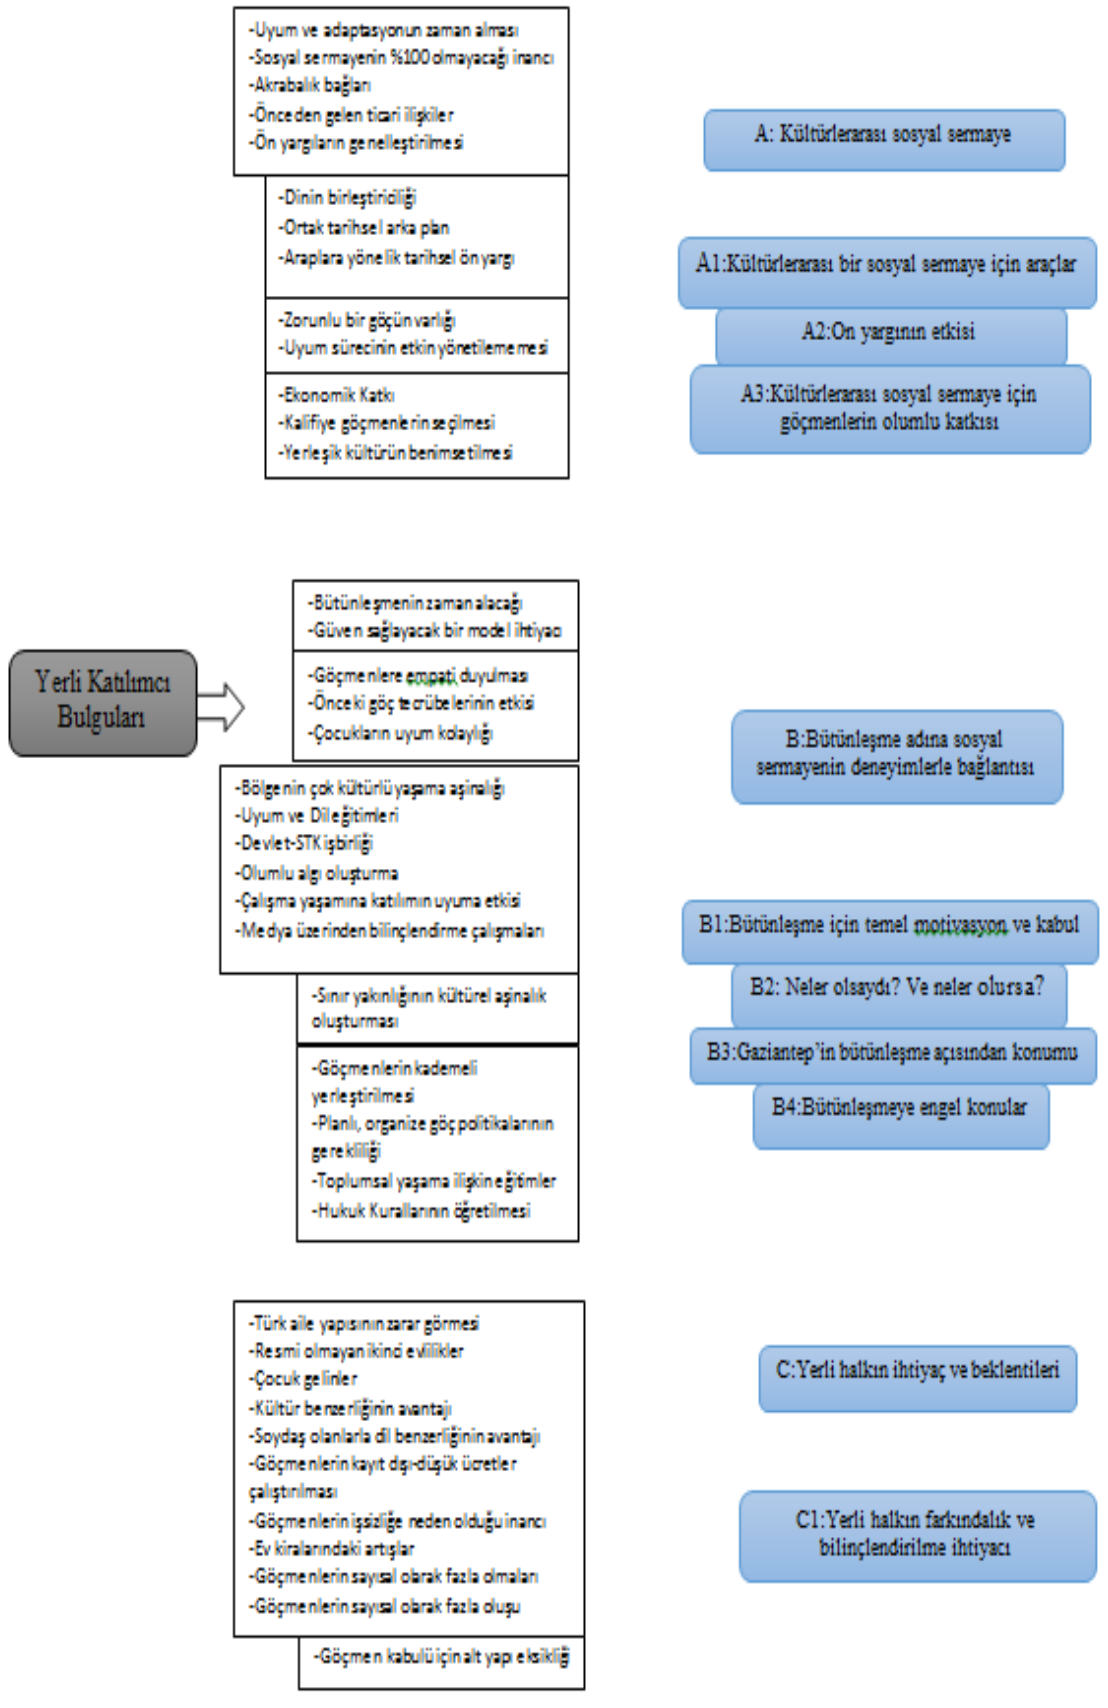 -Uyum ve adaptasyonun zaman alması
-Sosyal sermayenin %100 olmayacağı inancı
-Akrabalık bağları
-Önceden gelen ticari ilişkiler
-Ön yargıların genelleştirilmesi
A: Kültürlerarası sosyal sermaye
-Dinin birleştiriciliği
-Ortak tarihsel arka plan
-Araplara yönelik tarihsel ön yargı
A1:Kültürlerarası bir sosyal sermaye için araçlar
-Zorunlu bir göçün varlığı
-Uyum sürecinin etkin yönetilememesi
A2:Ön yargının etkisi
-Ekonomik Katkı
-Kalifiye göçmenlerin seçilmesi
-Yerleşik kültürün benimsetilmesi
A3:Kültürlerarası sosyal sermaye için
göçmenlerin olumlu katkısı
Yerli Katılımcı
Bulguları
-Bütünleşmenin zaman alacağı
-Güven sağlayacak bir model ihtiyacı
-Göçmenlere empati duyulması
-Önceki göç tecrübelerinin etkisi
-Çocukların uyum kolaylığı
B:Bütünleşme adına sosyal
sermayenin deneyimlerle bağlantısı
-Bölgenin çok kültürlü yaşama aşinalığı
-Uyum ve Dil eğitimleri
-Devlet-STK işbirliği
-Olumlu algı oluşturma
-Çalışma yaşamına katılımın uyuma etkisi
-Medya üzerinden bilinçlendirme çalışmaları
B1:Bütünleşme için temel motivasyon ve kabul
-Sınır yakınlığının kültürel aşinalık
oluşturması
B2: Neler olsaydı? Ve neler olursa?
-Göçmenlerin kademeli
yerleştirilmesi
-Planlı, organize göç politikalarının
gerekliliği
-Toplumsal yaşama ilişkin eğitimler
-Hukuk Kurallarının öğretilmesi
B3:Gaziantep’in bütünleşme açısından konumu
B4:Bütünleşmeye engel konular
-Türk aile yapısının zarar görmesi
-Resmi olmayan ikinci evlilikler
-Çocuk gelinler
-Kültür benzerliğinin avantajı
-Soydaş olanlarla dil benzerliğinin avantajı
-Göçmenlerin kayıt dışı-düşük ücretler
çalıştırılması
-Göçmenlerin işsizliğe neden olduğu inancı
-Ev kiralarındaki artışlar
-Göçmenlerin sayısal olarak fazla olmaları
-Göçmenlerin sayısal olarak fazla oluşu
C:Yerli halkın ihtiyaç ve beklentileri
C1:Yerli halkın farkındalık ve
bilinçlendirilme ihtiyacı
-Göçmen kabulü için alt yapı eksikliği